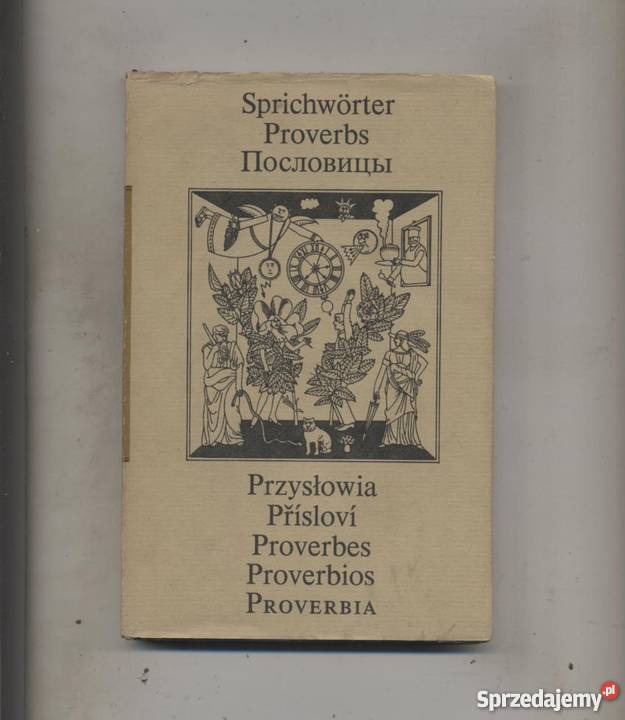 Sprichwörter
Proverbs
Пословицы
Przysłowia
Přísloví
Proverbes
Proverbios
PROVERBIA
Sprzedajemy.pl